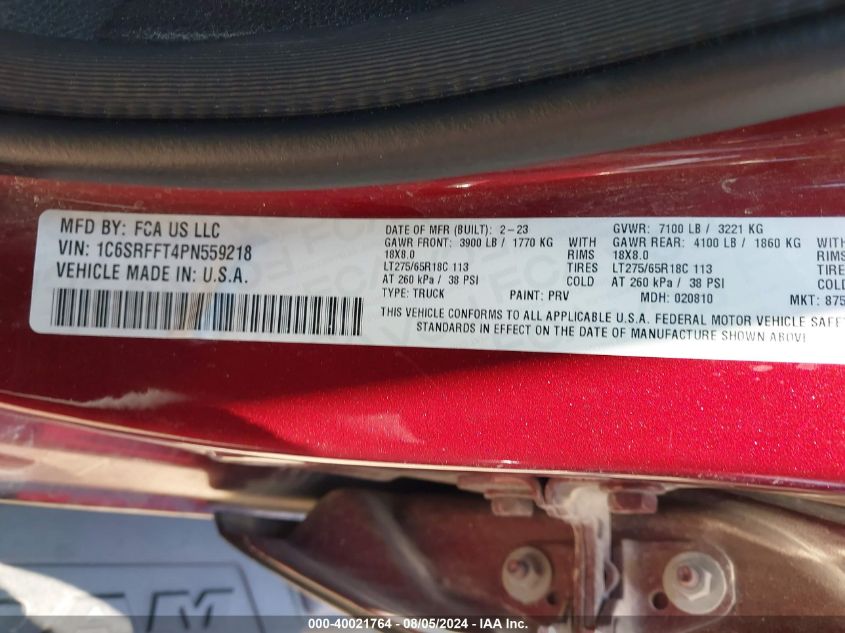 MFD BY: FCA US LLC
VIN: 1C6SRFFT4PN559218
VEHICLE MADE IN U.S.A.
DATE OF MFR (BUILT): 2-23 GVWR: 7100 LB / 3221 KG
GAWR FRONT: 3900 LB / 1770 KG WITH GAWR REAR: 4100 LB / 1860 KG WITH
18X8.0 RIMS 18X8.0 RIMS
LT275/65R18C 113 TIRES LT275/65R18C 113 TIRES
AT 260 kPa / 38 PSI COLD AT 260 kPa / 38 PSI COLD
TYPE: TRUCK PAINT: PRV MDH: 020810 MKT: 875
THIS VEHICLE CONFORMS TO ALL APPLICABLE U.S.A. FEDERAL MOTOR VEHICLE SAFE
STANDARDS IN EFFECT ON THE DATE OF MANUFACTURE SHOWN ABOVE
000-40021764 - 08/05/2024 - IAA Inc.